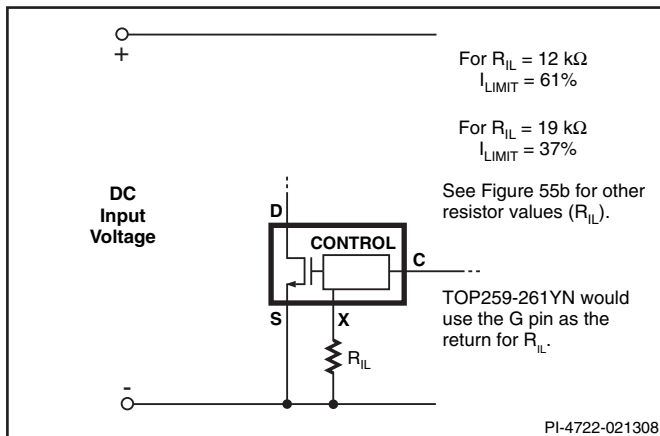 +
For R_IL = 12 kΩ
I_LIMIT = 61%
For R_IL = 19 kΩ
I_LIMIT = 37%
See Figure 55b for other
resistor values (R_IL).
DC
Input
Voltage
D
CONTROL
C
TOP259-261YN would
use the G pin as the
return for R_IL.
S
X
R_IL
-
PI-4722-021308